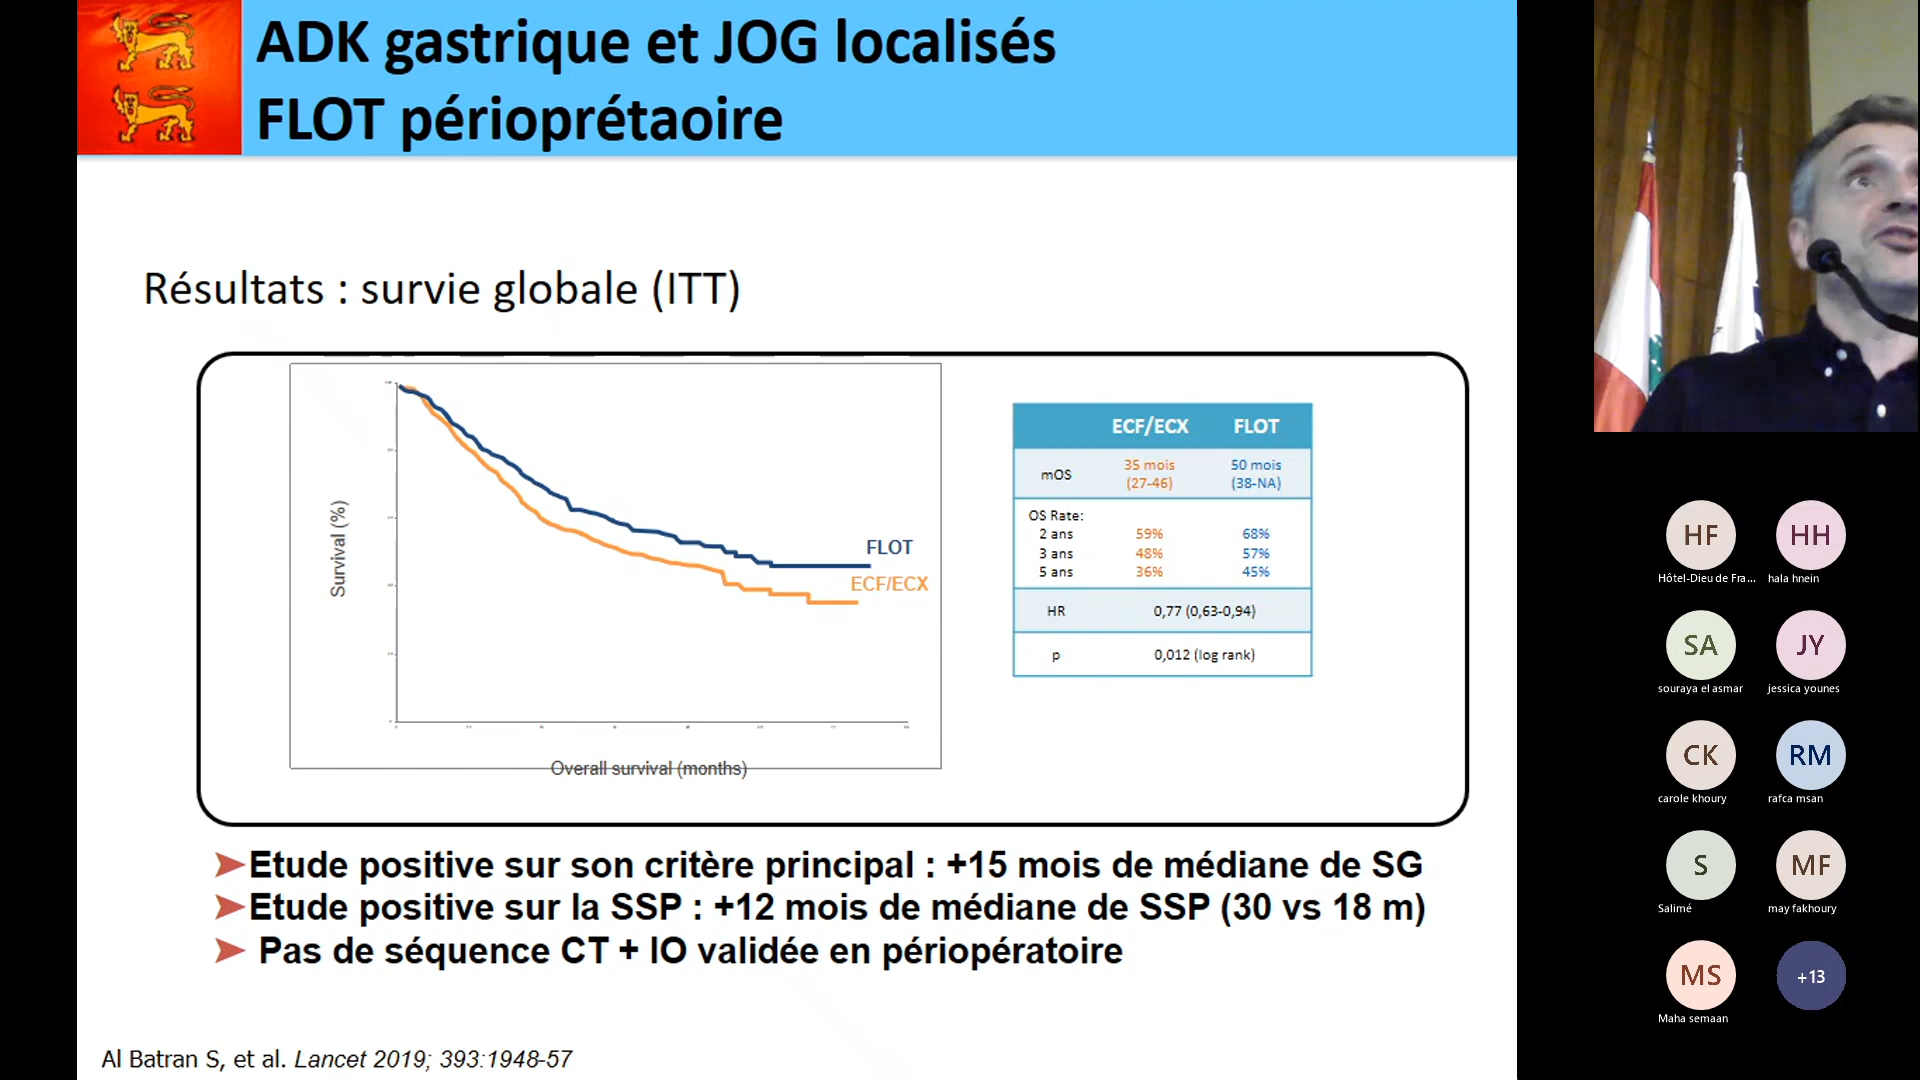 ADK gastrique et JOG localisés
FLOT périoprétaoire
Résultats : survie globale (ITT)
Survival (%)
FLOT
ECF/ECX
Overall survival (months)
ECF/ECX FLOT
mOS 35 mois (27-46) 50 mois (38-NA)
OS Rate:
2 ans 59% 68%
3 ans 48% 57%
5 ans 36% 45%
HR 0,77 (0,63-0,94)
p 0,012 (log rank)
➤Etude positive sur son critère principal : +15 mois de médiane de SG
➤Etude positive sur la SSP : +12 mois de médiane de SSP (30 vs 18 m)
➤ Pas de séquence CT + IO validée en périopératoire
Al Batran S, et al. Lancet 2019; 393:1948-57
HF HH
Hôtel-Dieu de Fra... hala hnein
SA JY
souraya el asmar jessica younes
CK RM
carole khoury rafca msan
S MF
Salimé may fakhoury
MS +13
Maha semaan